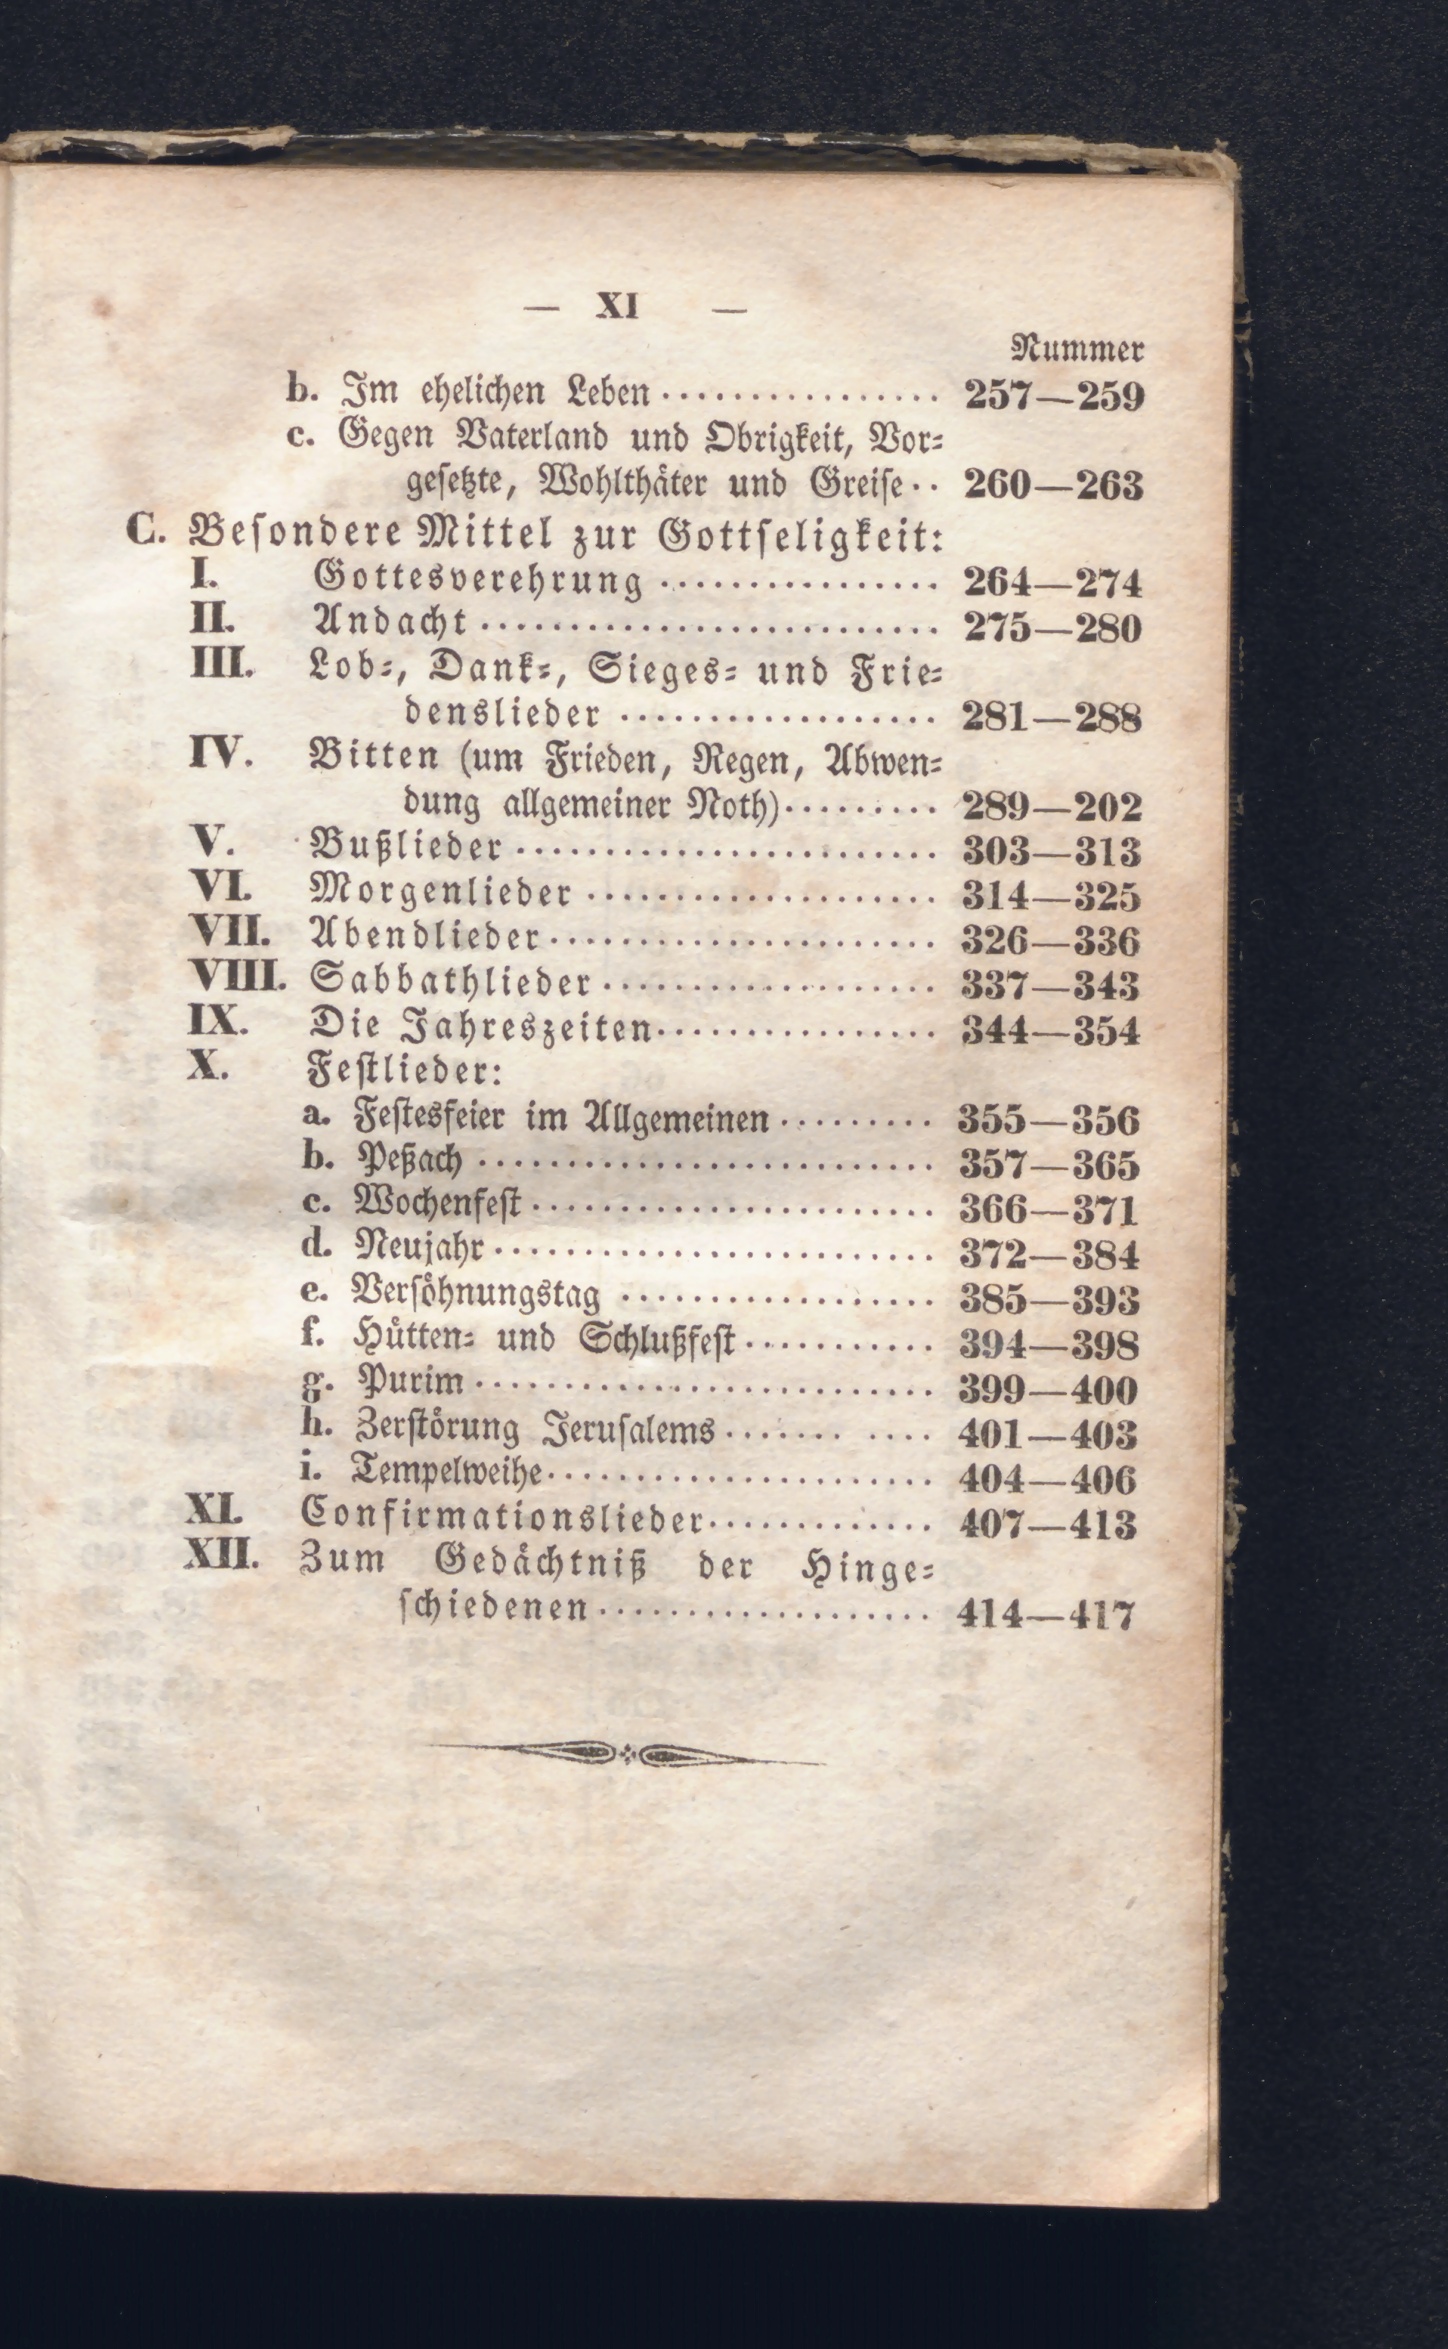 — XI —
Nummer
b. Im ehelichen Leben ················ 257—259
c. Gegen Vaterland und Obrigkeit, Vor-
gesetzte, Wohlthäter und Greise ·· 260—263
C. Besondere Mittel zur Gottseligkeit:
I. Gottesverehrung ················ 264—274
II. Andacht ·························· 275—280
III. Lob-, Dank-, Sieges- und Frie-
denslieder ·················· 281—288
IV. Bitten (um Frieden, Regen, Abwen-
dung allgemeiner Noth) ········· 289—202
V. Bußlieder ························ 303—313
VI. Morgenlieder ···················· 314—325
VII. Abendlieder ······················ 326—336
VIII. Sabbathlieder ··················· 337—343
IX. Die Jahreszeiten ················ 344—354
X. Festlieder:
a. Festesfeier im Allgemeinen ········· 355—356
b. Peßach ·························· 357—365
c. Wochenfest ······················· 366—371
d. Neujahr ························· 372—384
e. Versöhnungstag ·················· 385—393
f. Hütten- und Schlußfest ··········· 394—398
g. Purim ·························· 399—400
h. Zerstörung Jerusalems ······· ···· 401—403
i. Tempelweihe ······················ 404—406
XI. Confirmationslieder ············· 407—413
XII. Zum Gedächtniß der Hinge-
schiedenen ··················· 414—417